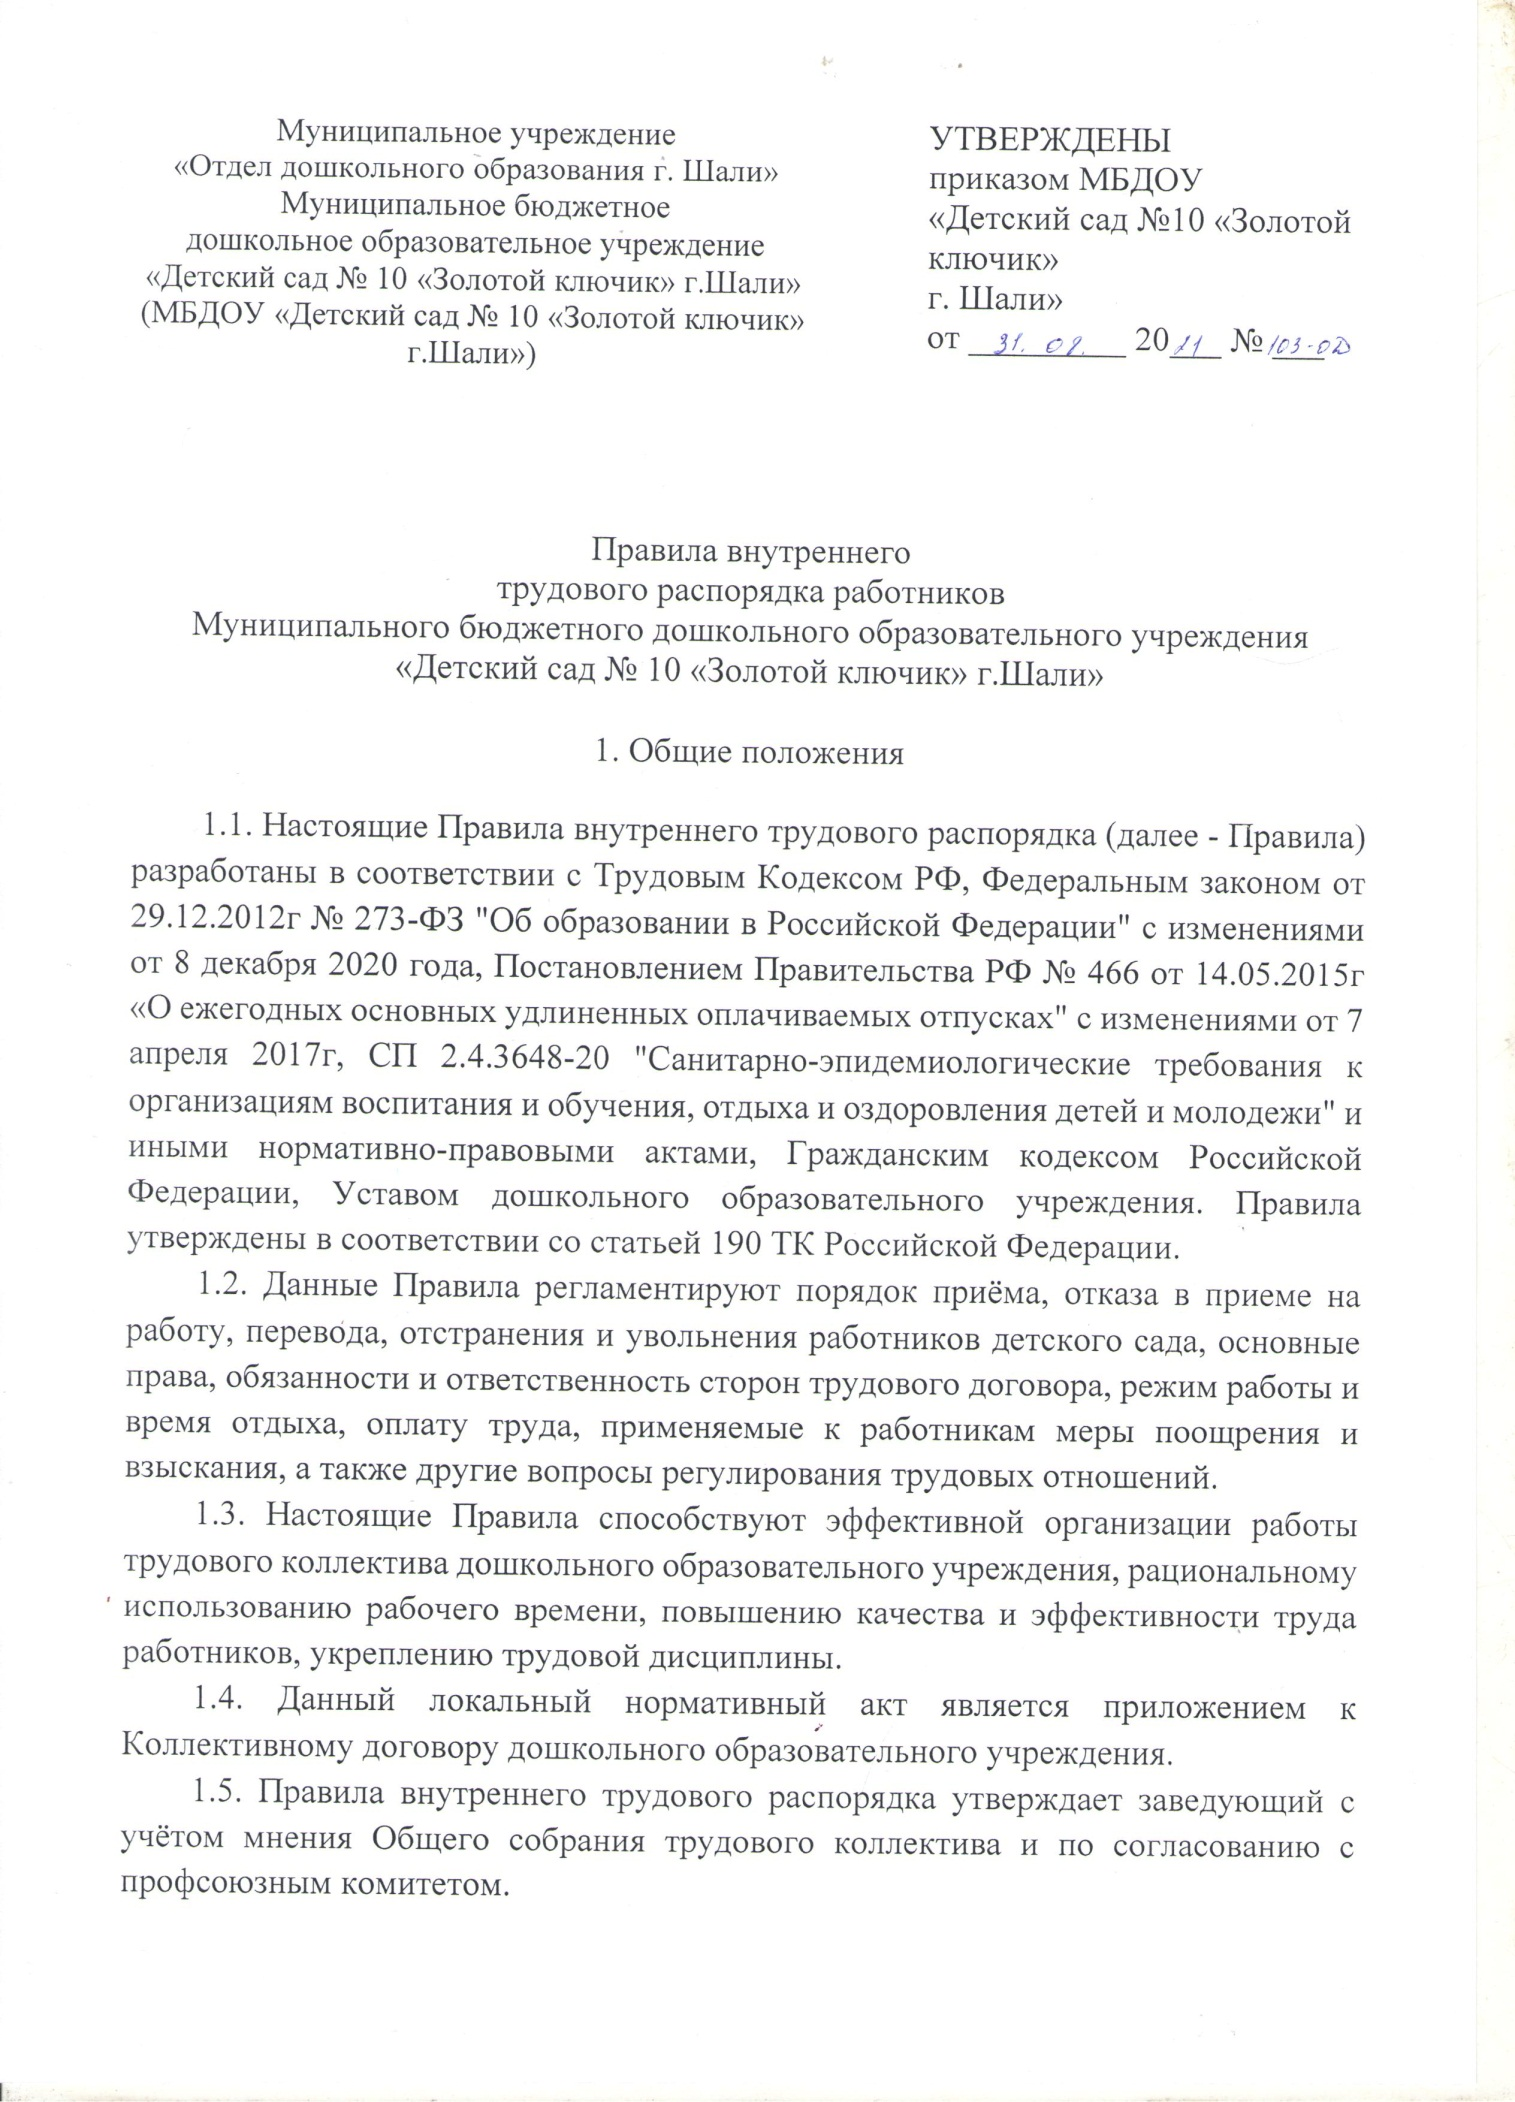 Муниципальное учреждение
«Отдел дошкольного образования г. Шали»
Муниципальное бюджетное
дошкольное образовательное учреждение
«Детский сад № 10 «Золотой ключик» г.Шали»
(МБДОУ «Детский сад № 10 «Золотой ключик»
г.Шали»)
УТВЕРЖДЕНЫ
приказом МБДОУ
«Детский сад №10 «Золотой
ключик»
г. Шали»
от 31. 20 № 103-ОД
Правила внутреннего
трудового распорядка работников
Муниципального бюджетного дошкольного образовательного учреждения
«Детский сад № 10 «Золотой ключик» г.Шали»
1. Общие положения
1.1. Настоящие Правила внутреннего трудового распорядка (далее - Правила)
разработаны в соответствии с Трудовым Кодексом РФ, Федеральным законом от
29.12.2012г № 273-ФЗ "Об образовании в Российской Федерации" с изменениями
от 8 декабря 2020 года, Постановлением Правительства РФ № 466 от 14.05.2015г
«О ежегодных основных удлиненных оплачиваемых отпусках" с изменениями от 7
апреля 2017г, СП 2.4.3648-20 "Санитарно-эпидемиологические требования к
организациям воспитания и обучения, отдыха и оздоровления детей и молодежи" и
иными нормативно-правовыми актами, Гражданским кодексом Российской
Федерации, Уставом дошкольного образовательного учреждения. Правила
утверждены в соответствии со статьей 190 ТК Российской Федерации.
1.2. Данные Правила регламентируют порядок приёма, отказа в приеме на
работу, перевода, отстранения и увольнения работников детского сада, основные
права, обязанности и ответственность сторон трудового договора, режим работы и
время отдыха, оплату труда, применяемые к работникам меры поощрения и
взыскания, а также другие вопросы регулирования трудовых отношений.
1.3. Настоящие Правила способствуют эффективной организации работы
трудового коллектива дошкольного образовательного учреждения, рациональному
использованию рабочего времени, повышению качества и эффективности труда
работников, укреплению трудовой дисциплины.
1.4. Данный локальный нормативный акт является приложением к
Коллективному договору дошкольного образовательного учреждения.
1.5. Правила внутреннего трудового распорядка утверждает заведующий с
учётом мнения Общего собрания трудового коллектива и по согласованию с
профсоюзным комитетом.